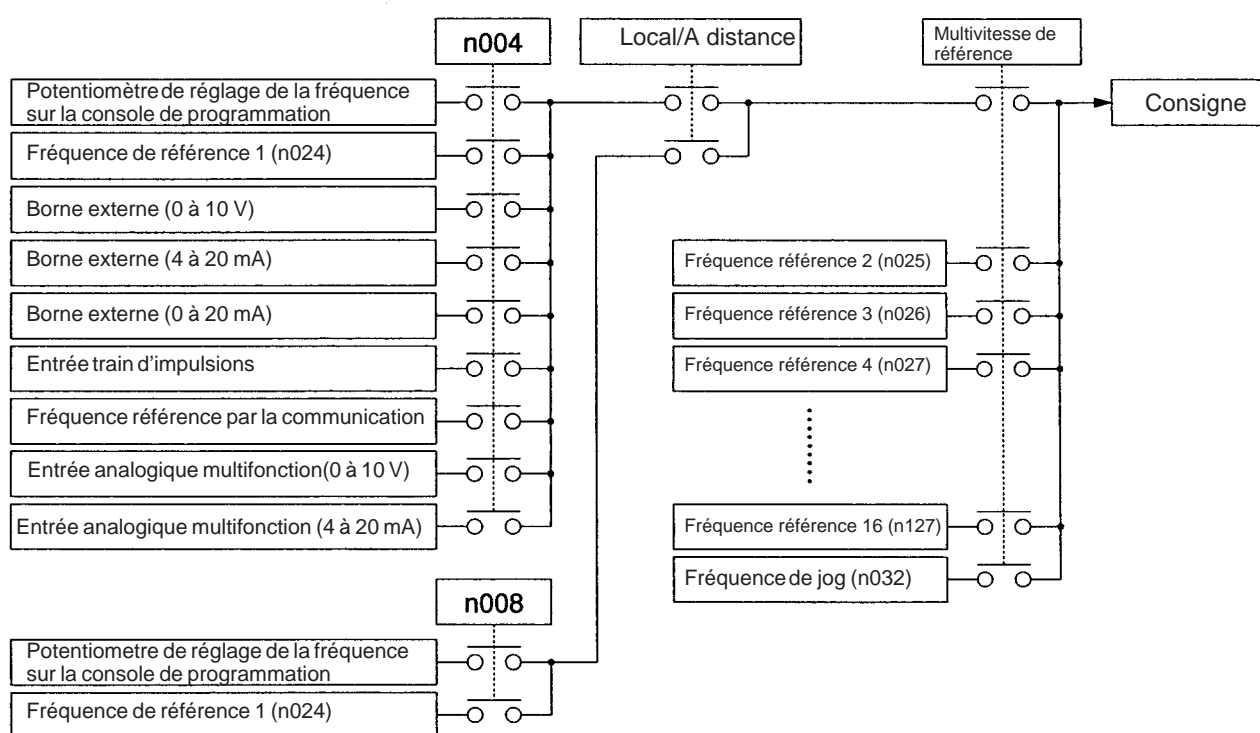 n004
Local/A distance
Multivitesse de
référence
Potentiomètre de réglage de la fréquence
sur la console de programmation
Consigne
Fréquence de référence 1 (n024)
Borne externe (0 à 10 V)
Borne externe (4 à 20 mA)
Fréquence référence 2 (n025)
Borne externe (0 à 20 mA)
Fréquence référence 3 (n026)
Entrée train d'impulsions
Fréquence référence 4 (n027)
Fréquence référence par la communication
Entrée analogique multifonction(0 à 10 V)
Entrée analogique multifonction (4 à 20 mA)
Fréquence référence 16 (n127)
Fréquence de jog (n032)
n008
Potentiometre de réglage de la fréquence
sur la console de programmation
Fréquence de référence 1 (n024)